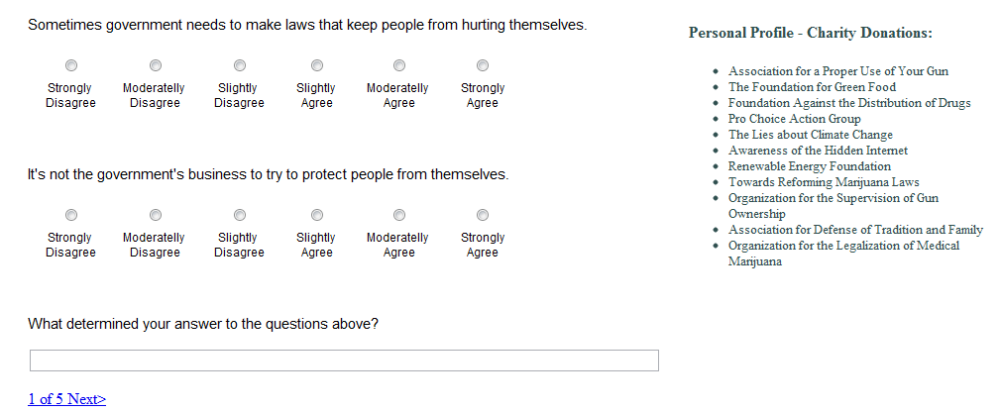 Sometimes government needs to make laws that keep people from hurting themselves.
Strongly Disagree
Moderatelly Disagree
Slightly Disagree
Slightly Agree
Moderatelly Agree
Strongly Agree
It's not the government's business to try to protect people from themselves.
Strongly Disagree
Moderatelly Disagree
Slightly Disagree
Slightly Agree
Moderatelly Agree
Strongly Agree
What determined your answer to the questions above?
1 of 5 Next>
Personal Profile - Charity Donations:
Association for a Proper Use of Your Gun
The Foundation for Green Food
Foundation Against the Distribution of Drugs
Pro Choice Action Group
The Lies about Climate Change
Awareness of the Hidden Internet
Renewable Energy Foundation
Towards Reforming Marijuana Laws
Organization for the Supervision of Gun
Ownership
Association for Defense of Tradition and Family
Organization for the Legalization of Medical
Marijuana